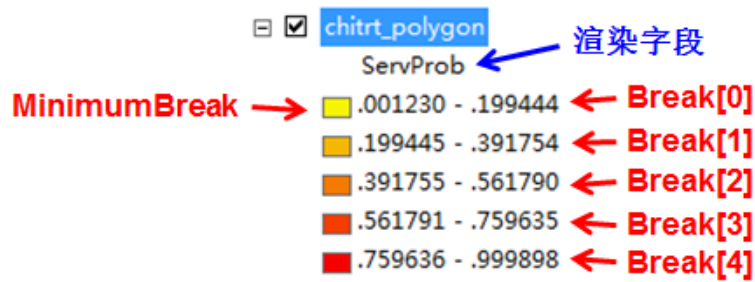 chitrt_polygon
ServProb 渲染字段
MinimumBreak .001230 - .199444 Break[0]
.199445 - .391754 Break[1]
.391755 - .561790 Break[2]
.561791 - .759635 Break[3]
.759636 - .999898 Break[4]